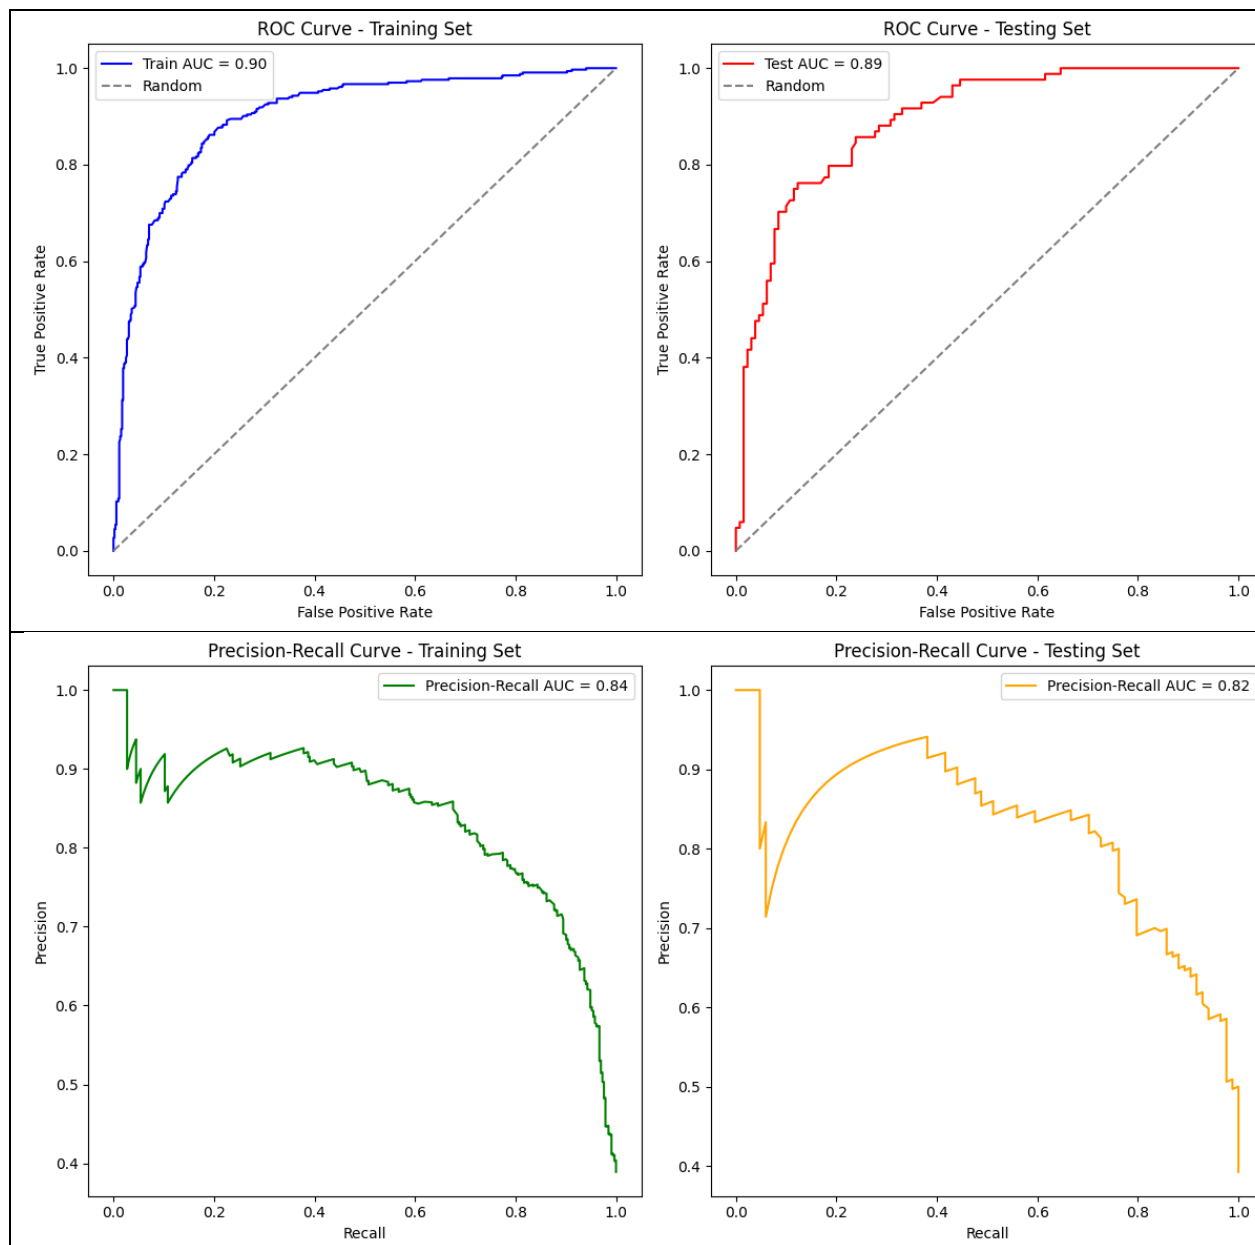 ROC Curve - Training Set
Train AUC = 0.90
Random
1.0
0.8
0.6
0.4
0.2
0.0
True Positive Rate
0.0 0.2 0.4 0.6 0.8 1.0
False Positive Rate
ROC Curve - Testing Set
Test AUC = 0.89
Random
1.0
0.8
0.6
0.4
0.2
0.0
True Positive Rate
0.0 0.2 0.4 0.6 0.8 1.0
False Positive Rate
Precision-Recall Curve - Training Set
Precision-Recall AUC = 0.84
1.0
0.9
0.8
0.7
0.6
0.5
0.4
Precision
0.0 0.2 0.4 0.6 0.8 1.0
Recall
Precision-Recall Curve - Testing Set
Precision-Recall AUC = 0.82
1.0
0.9
0.8
0.7
0.6
0.5
0.4
Precision
0.0 0.2 0.4 0.6 0.8 1.0
Recall